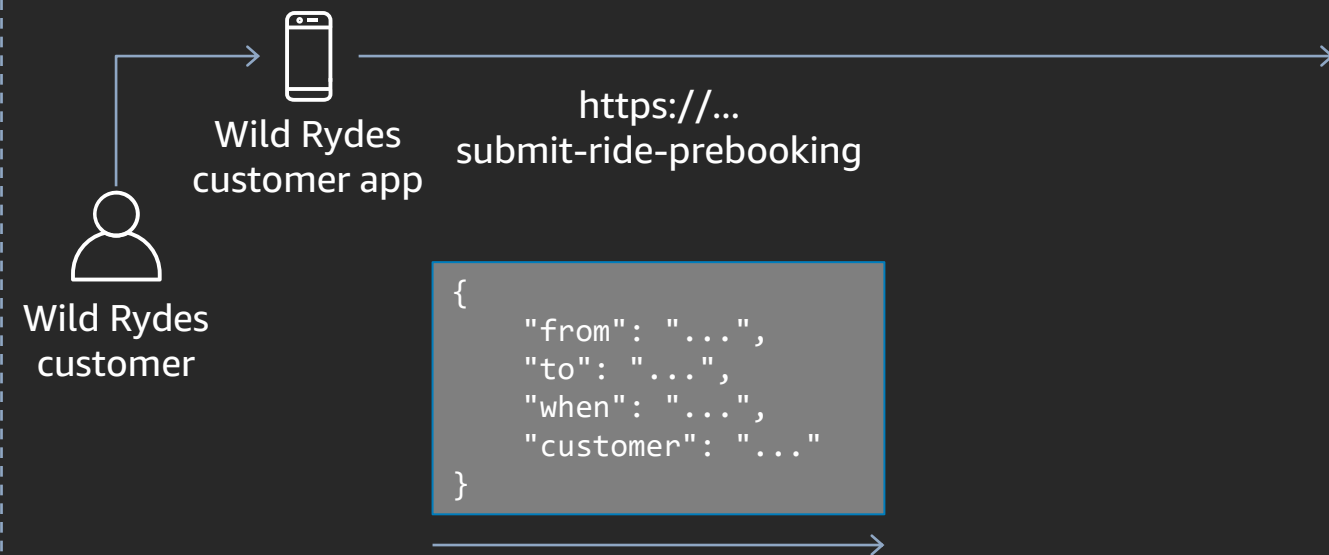 Wild Rydes
customer app
https://...
submit-ride-prebooking
Wild Rydes
customer
{
    "from": "...",
    "to": "...",
    "when": "...",
    "customer": "..."
}